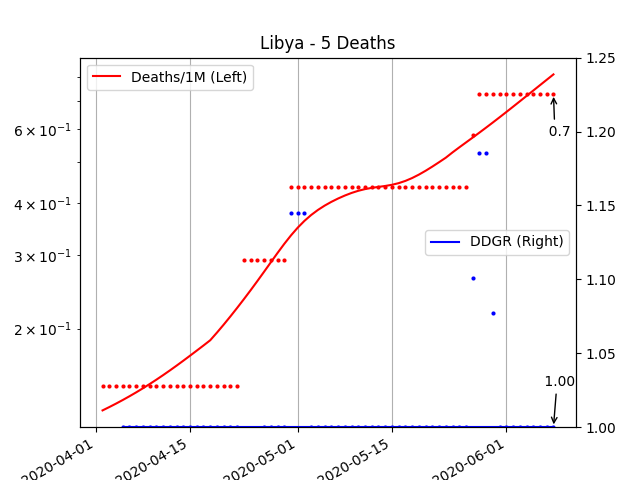 Libya - 5 Deaths
Deaths/1M (Left)
6 × 10⁻¹
4 × 10⁻¹
3 × 10⁻¹
2 × 10⁻¹
1.25
1.20
1.15
1.10
1.05
1.00
0.7
DDGR (Right)
1.00
2020-04-01
2020-04-15
2020-05-01
2020-05-15
2020-06-01